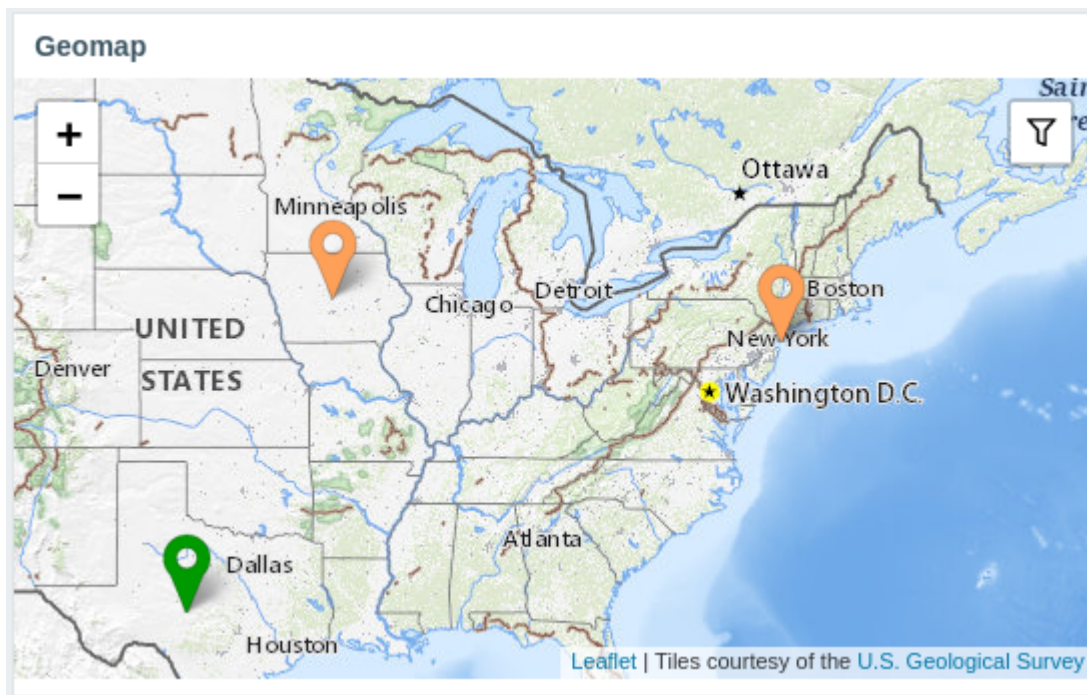 Geomap
+
−
Ottawa
Minneapolis
Chicago
Detroit
Boston
New York
UNITED
STATES
Denver
Washington D.C.
Atlanta
Dallas
Houston
Leaflet | Tiles courtesy of the U.S. Geological Survey